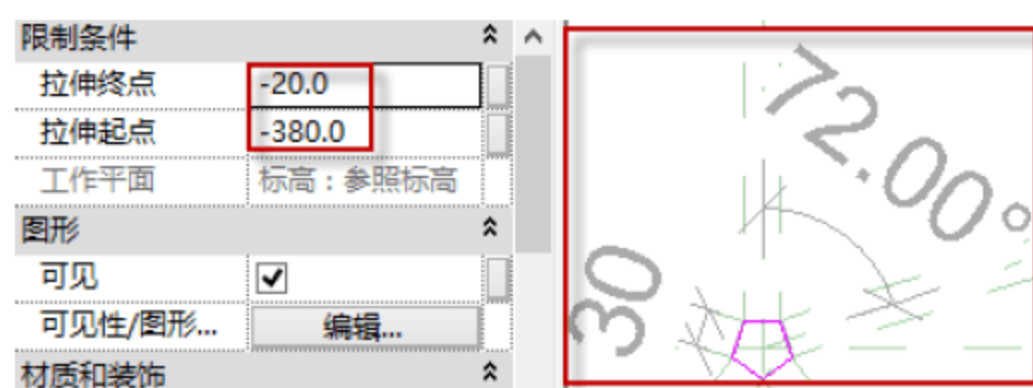 限制条件
拉伸终点 -20.0
拉伸起点 -380.0
工作平面 标高：参照标高
图形
可见
可见性/图形... 编辑...
材质和装饰
72.00°
30